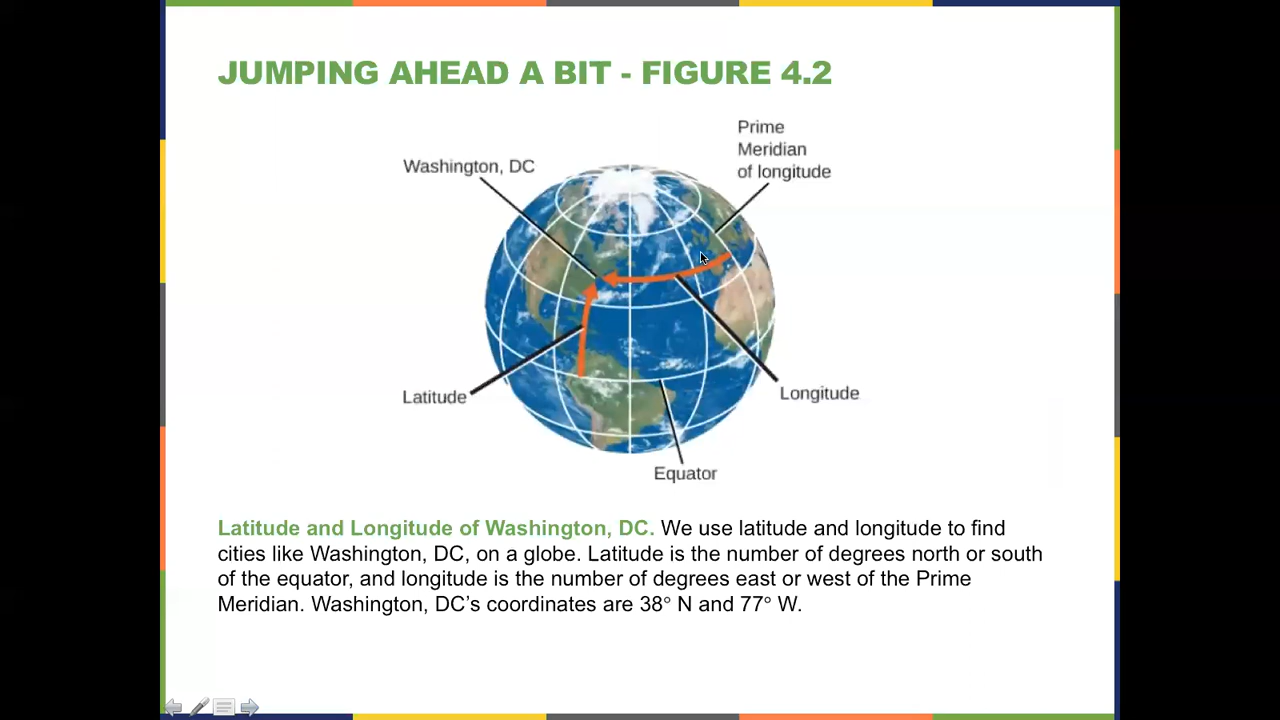 JUMPING AHEAD A BIT - FIGURE 4.2
Prime
Meridian
of longitude
Washington, DC
Latitude
Longitude
Equator
Latitude and Longitude of Washington, DC. We use latitude and longitude to find
cities like Washington, DC, on a globe. Latitude is the number of degrees north or south
of the equator, and longitude is the number of degrees east or west of the Prime
Meridian. Washington, DC’s coordinates are 38° N and 77° W.